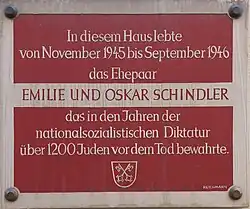 In diesem Haus lebte
von November 1945 bis September 1946
das Ehepaar
EMILIE UND OSKAR SCHINDLER
das in den Jahren der
nationalsozialistischen Diktatur
über 1200 Juden vor dem Tod bewahrte.